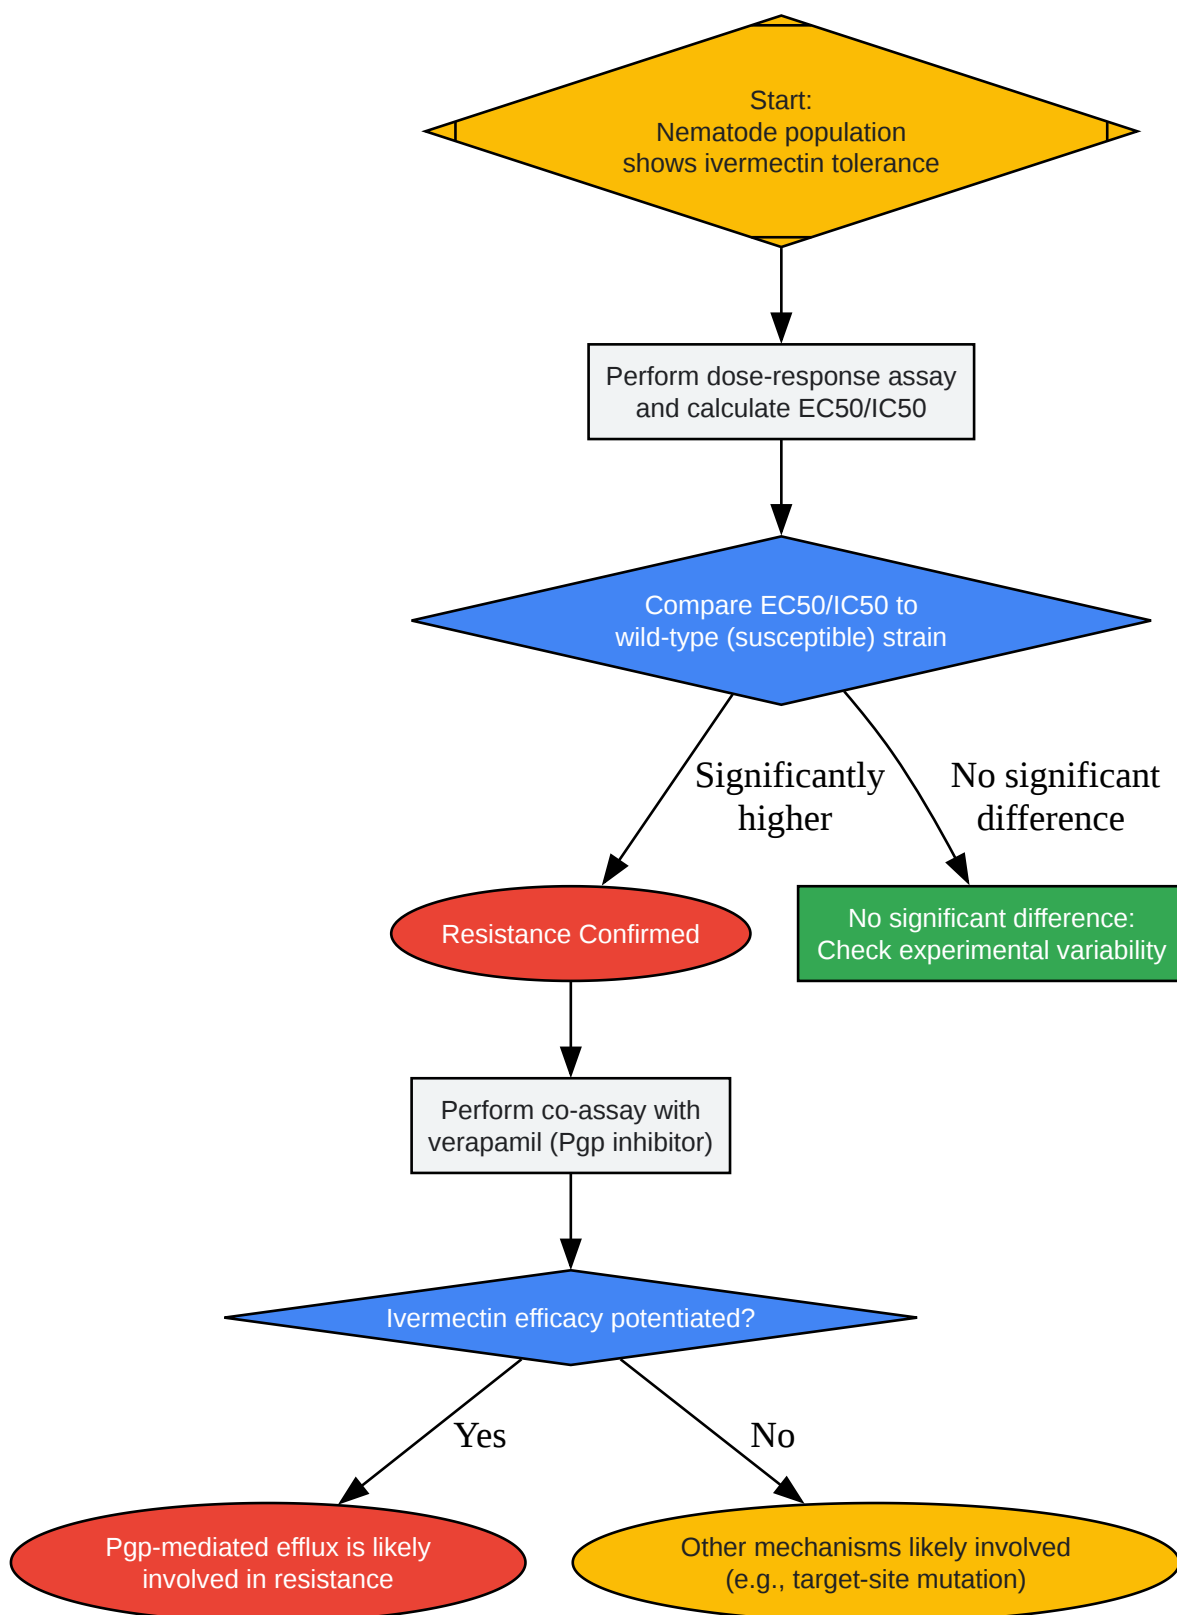 Start:
Nematode population
shows ivermectin tolerance
Perform dose-response assay
and calculate EC50/IC50
Compare EC50/IC50 to
wild-type (susceptible) strain
Significantly
higher
No significant
difference
Resistance Confirmed
No significant difference:
Check experimental variability
Perform co-assay with
verapamil (Pgp inhibitor)
Ivermectin efficacy potentiated?
Yes
No
Pgp-mediated efflux is likely
involved in resistance
Other mechanisms likely involved
(e.g., target-site mutation)